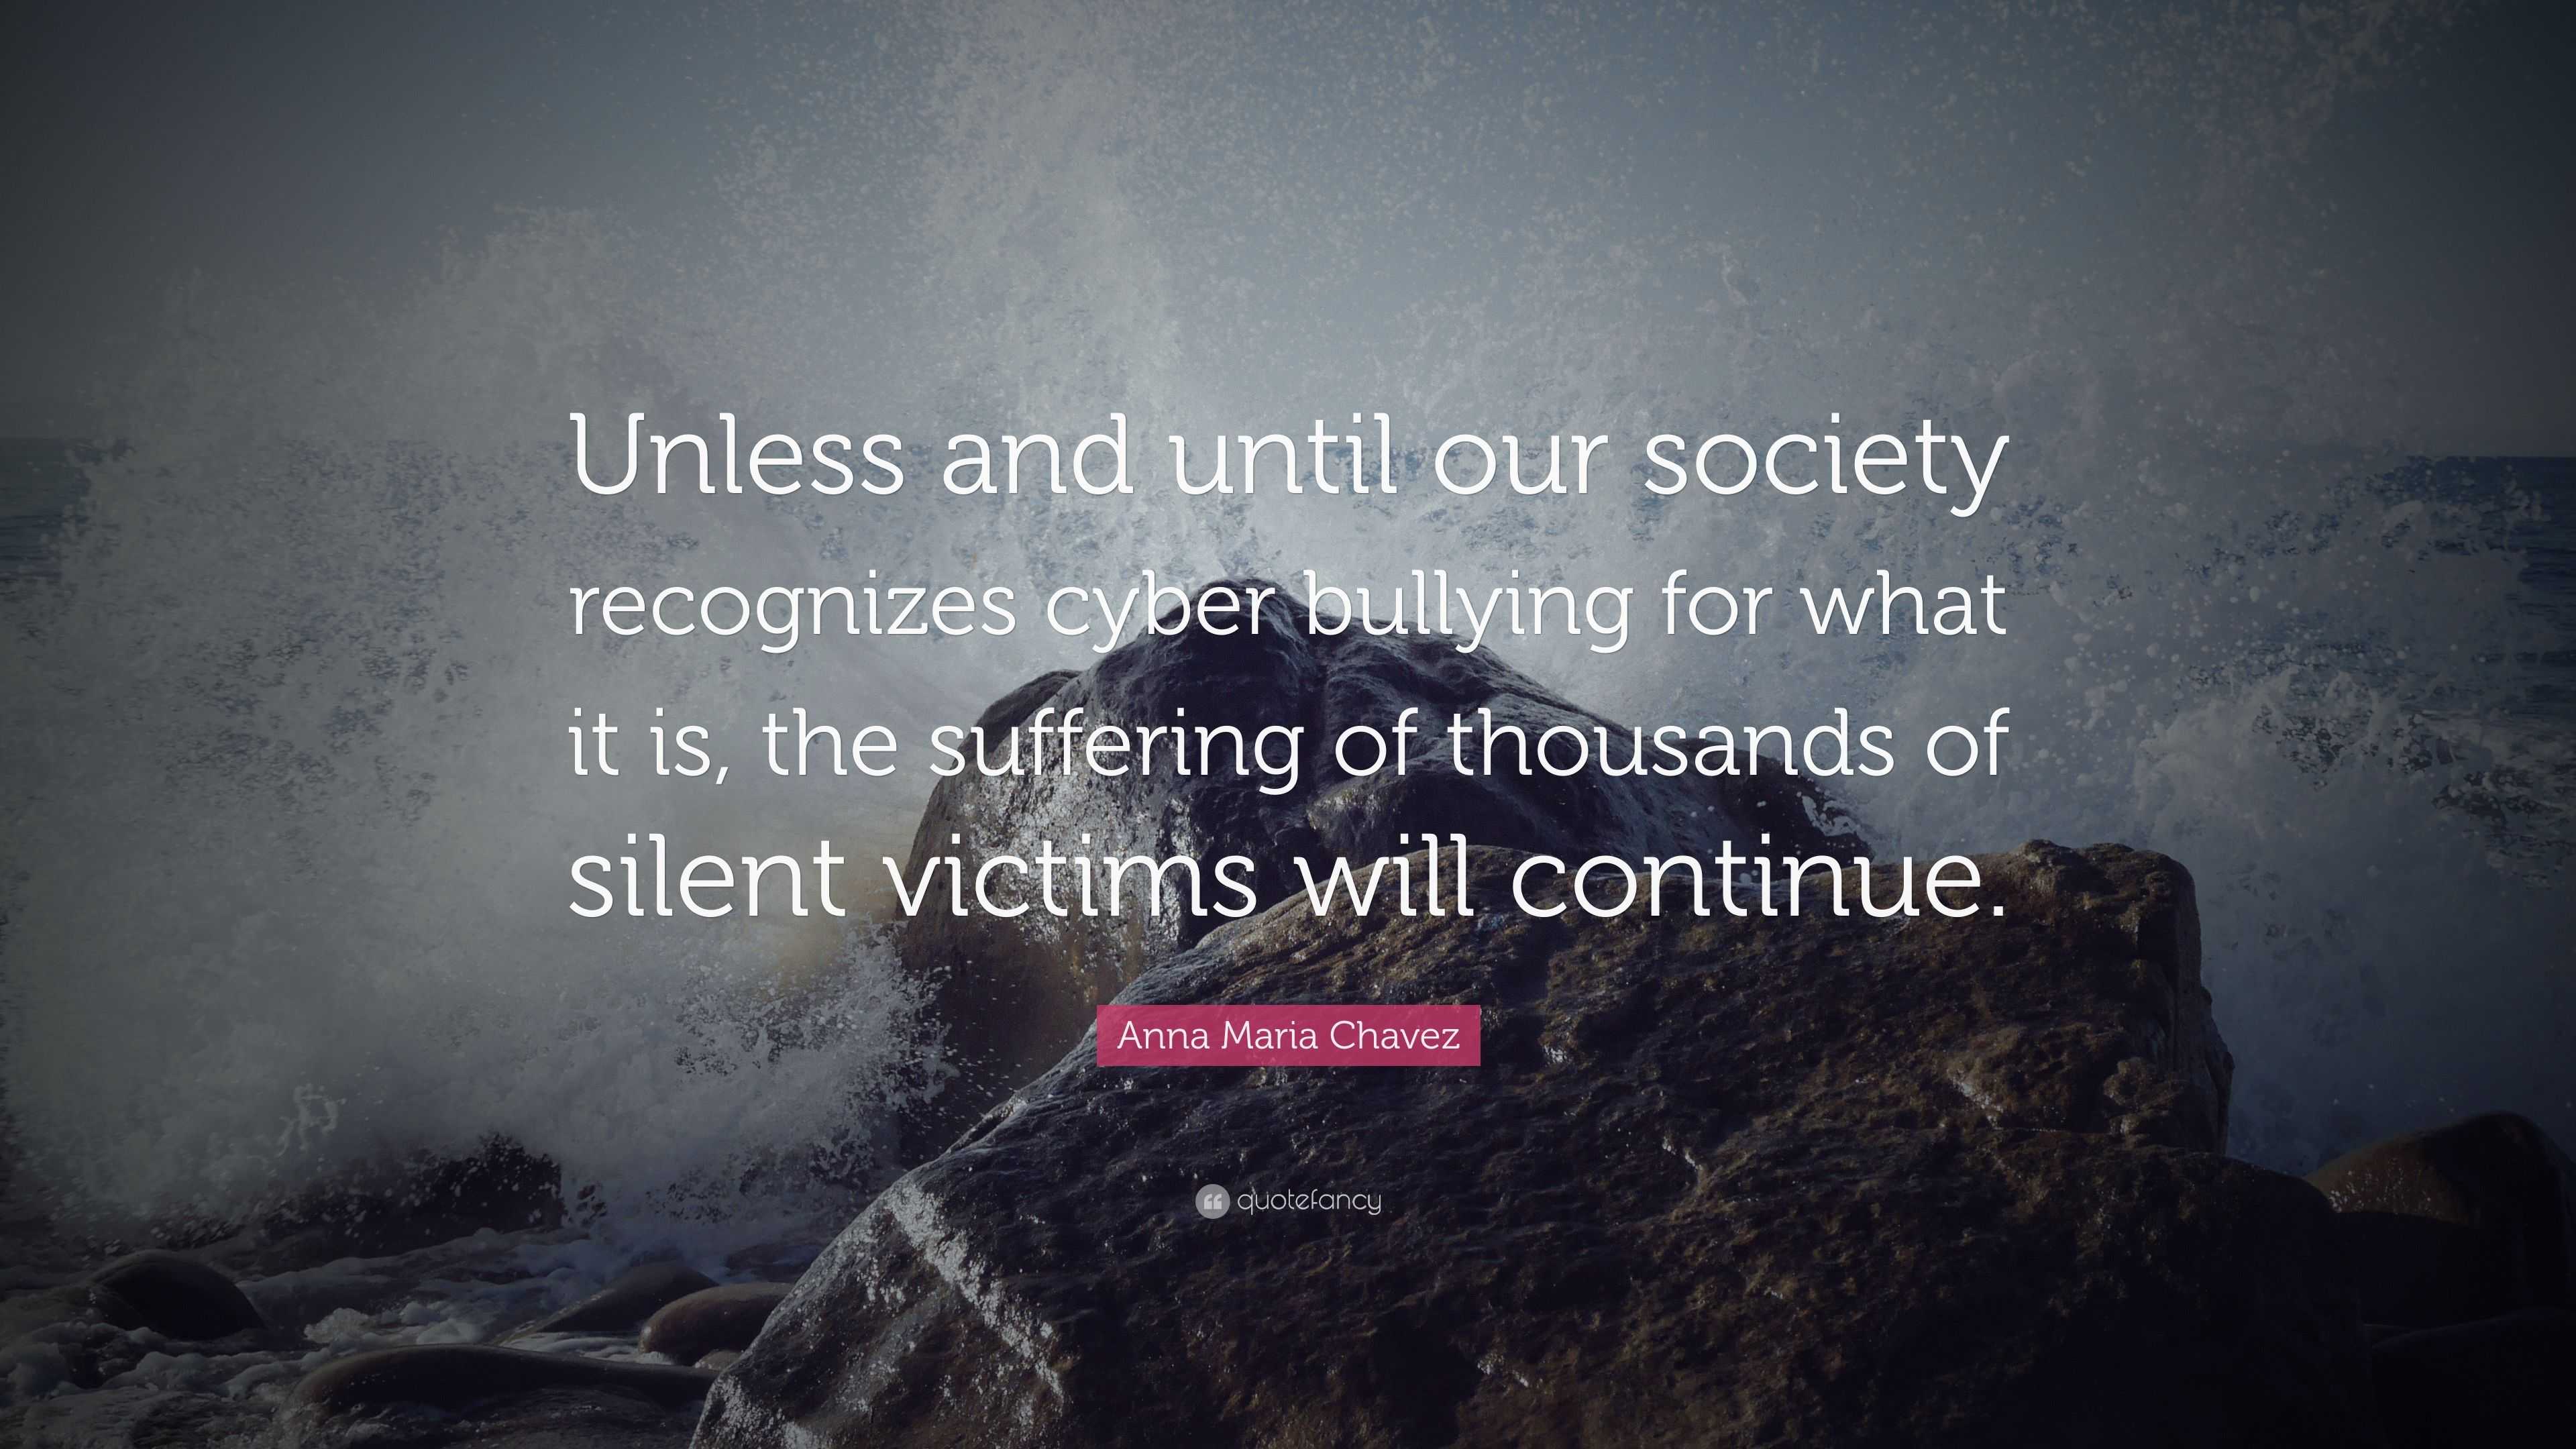 Unless and until our society
recognizes cyber bullying for what
it is, the suffering of thousands of
silent victims will continue.
Anna Maria Chavez
quotefancy